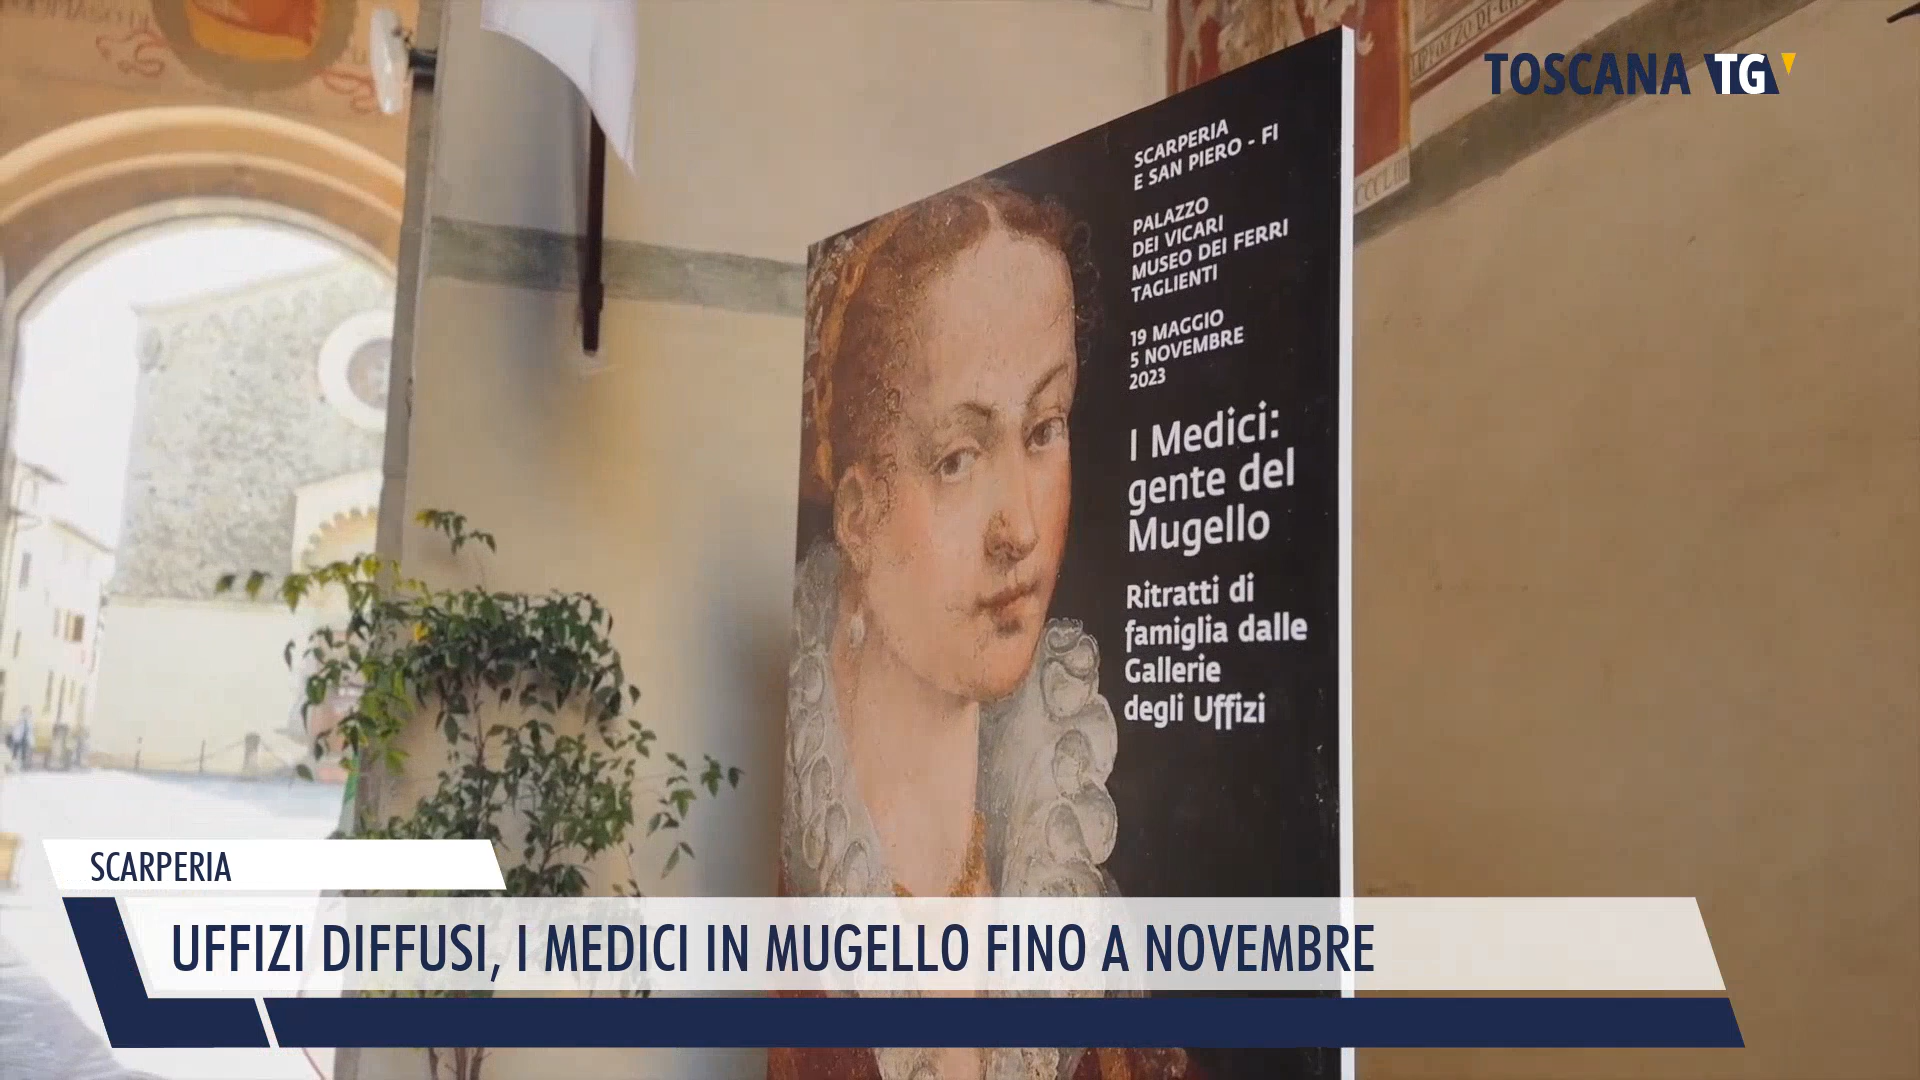 TOSCANA TG
SCARPERIA
E SAN PIERO - FI
PALAZZO
DEI VICARI
MUSEO DEI FERRI
TAGLIENTI
19 MAGGIO
5 NOVEMBRE
2023
I Medici:
gente del
Mugello
Ritratti di
famiglia dalle
Gallerie
degli Uffizi
SCARPERIA
UFFIZI DIFFUSI, I MEDICI IN MUGELLO FINO A NOVEMBRE